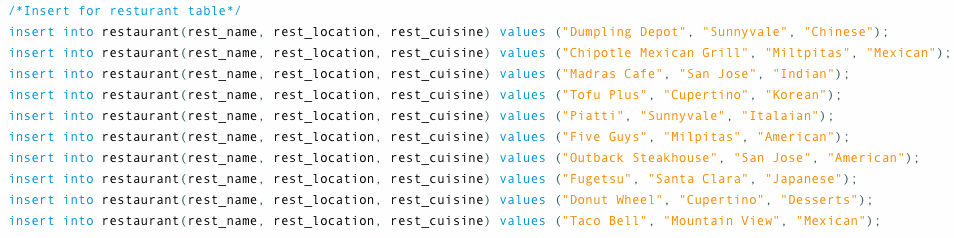 /*Insert for resturant table*/
insert into restaurant(rest_name, rest_location, rest_cuisine) values ("Dumpling Depot", "Sunnyvale", "Chinese");
insert into restaurant(rest_name, rest_location, rest_cuisine) values ("Chipotle Mexican Grill", "Miltpitas", "Mexican");
insert into restaurant(rest_name, rest_location, rest_cuisine) values ("Madras Cafe", "San Jose", "Indian");
insert into restaurant(rest_name, rest_location, rest_cuisine) values ("Tofu Plus", "Cupertino", "Korean");
insert into restaurant(rest_name, rest_location, rest_cuisine) values ("Piatti", "Sunnyvale", "Italaian");
insert into restaurant(rest_name, rest_location, rest_cuisine) values ("Five Guys", "Milpitas", "American");
insert into restaurant(rest_name, rest_location, rest_cuisine) values ("Outback Steakhouse", "San Jose", "American");
insert into restaurant(rest_name, rest_location, rest_cuisine) values ("Fugetsu", "Santa Clara", "Japanese");
insert into restaurant(rest_name, rest_location, rest_cuisine) values ("Donut Wheel", "Cupertino", "Desserts");
insert into restaurant(rest_name, rest_location, rest_cuisine) values ("Taco Bell", "Mountain View", "Mexican");